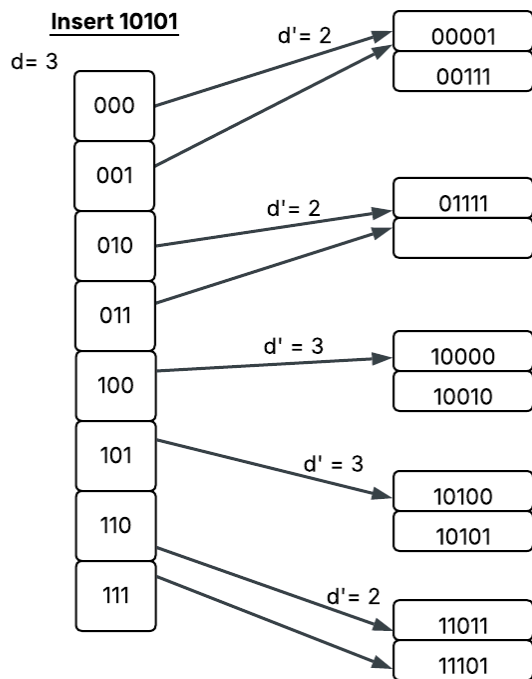 Insert 10101
d= 3
d'= 2
00001
00111
000
001
d'= 2
01111
010
011
d' = 3
10000
10010
100
101
d' = 3
10100
10101
110
111
d'= 2
11011
11101